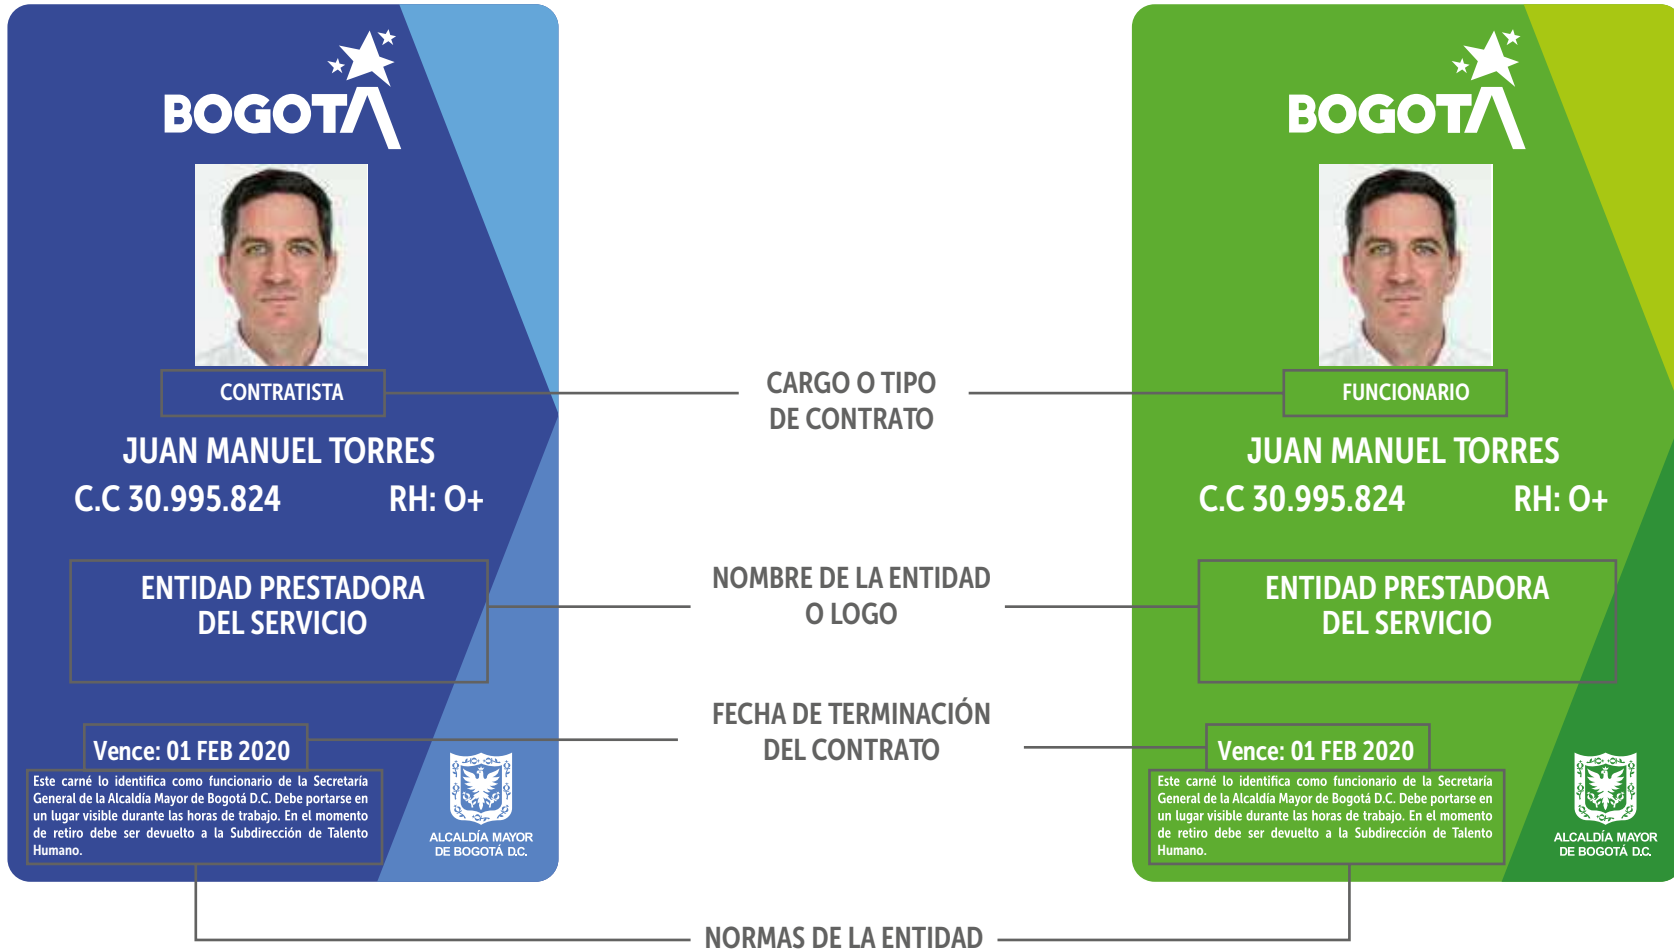 BOGOTÁ
CONTRATISTA
JUAN MANUEL TORRES
C.C 30.995.824 RH: O+
ENTIDAD PRESTADORA
DEL SERVICIO
Vence: 01 FEB 2020
Este carné lo identifica como funcionario de la Secretaría
General de la Alcaldía Mayor de Bogotá D.C. Debe portarse en
un lugar visible durante las horas de trabajo. En el momento
de retiro debe ser devuelto a la Subdirección de Talento
Humano.
ALCALDÍA MAYOR
DE BOGOTÁ D.C.
CARGO O TIPO
DE CONTRATO
NOMBRE DE LA ENTIDAD
O LOGO
FECHA DE TERMINACIÓN
DEL CONTRATO
NORMAS DE LA ENTIDAD
BOGOTÁ
FUNCIONARIO
JUAN MANUEL TORRES
C.C 30.995.824 RH: O+
ENTIDAD PRESTADORA
DEL SERVICIO
Vence: 01 FEB 2020
Este carné lo identifica como funcionario de la Secretaría
General de la Alcaldía Mayor de Bogotá D.C. Debe portarse en
un lugar visible durante las horas de trabajo. En el momento
de retiro debe ser devuelto a la Subdirección de Talento
Humano.
ALCALDÍA MAYOR
DE BOGOTÁ D.C.